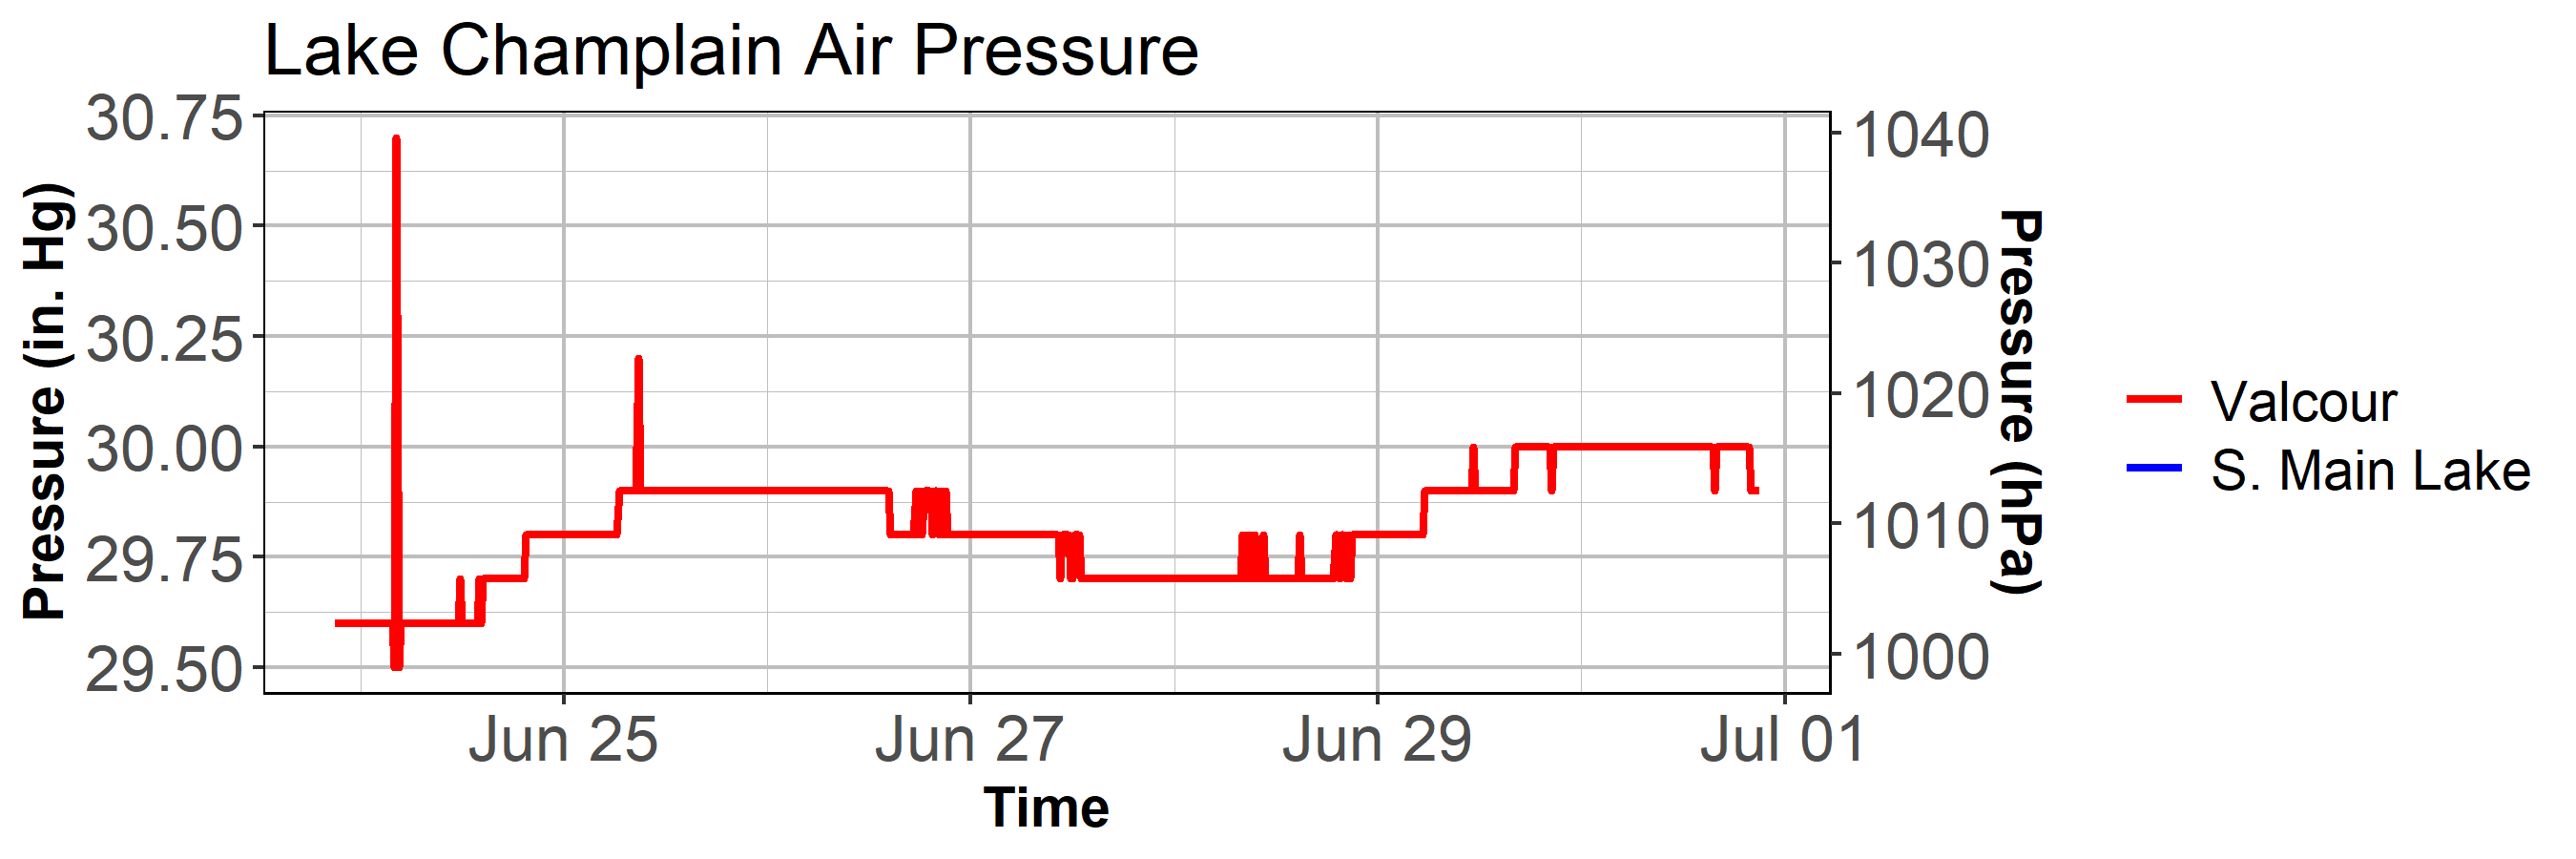 Lake Champlain Air Pressure
Pressure (in. Hg)
30.75
30.50
30.25
30.00
29.75
29.50
1040
1030
1020
1010
1000
Pressure (hPa)
Jun 25
Jun 27
Jun 29
Jul 01
Time
Valcour
S. Main Lake